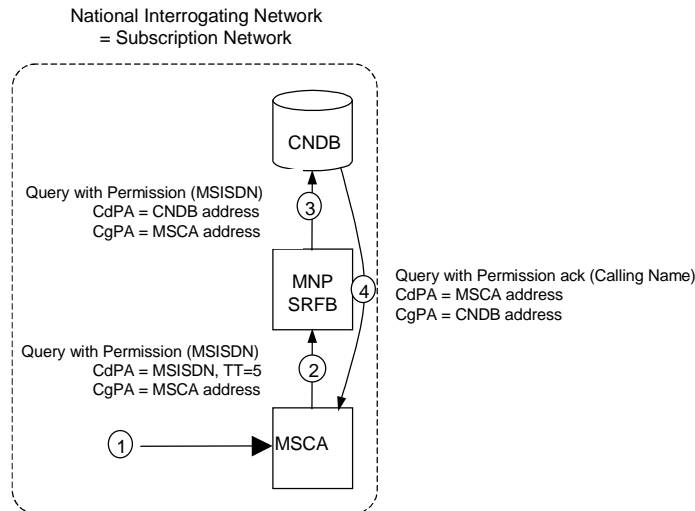 National Interrogating Network
= Subscription Network
CNDB
Query with Permission (MSISDN)
CdPA = CNDB address
CgPA = MSCA address
3
MNP
SRFB
4
Query with Permission ack (Calling Name)
CdPA = MSCA address
CgPA = CNDB address
Query with Permission (MSISDN)
CdPA = MSISDN, TT=5
CgPA = MSCA address
2
1
MSCA